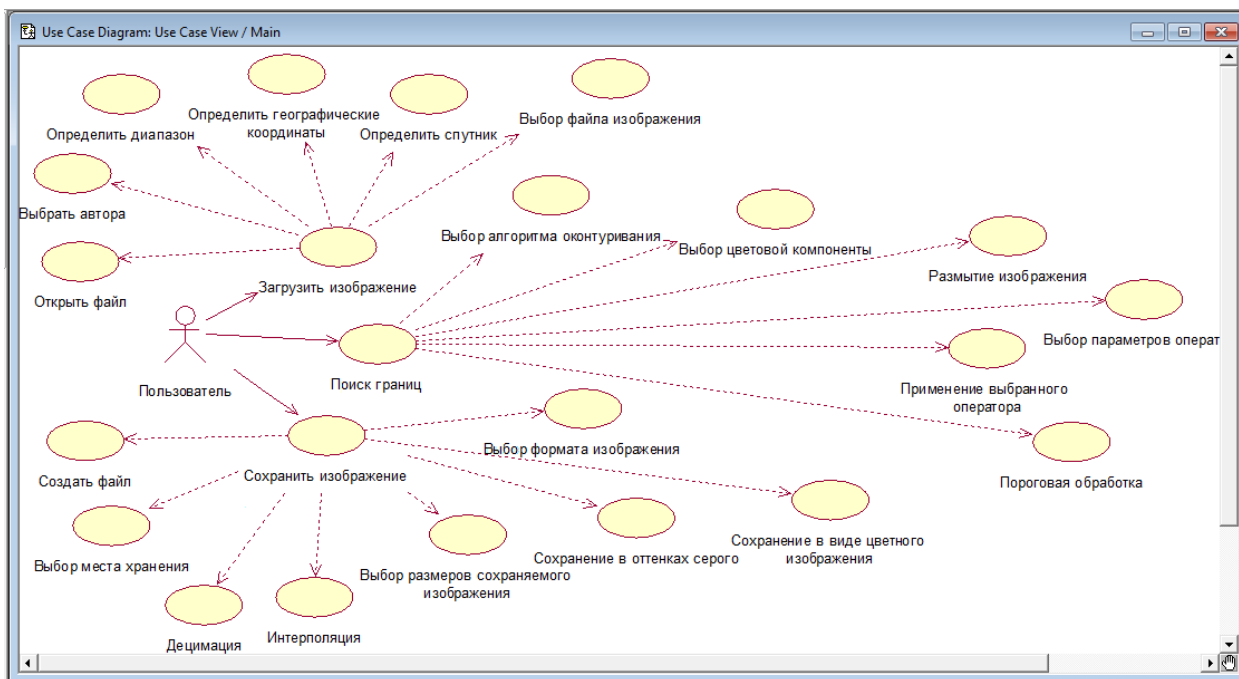 Use Case Diagram: Use Case View / Main
Определить диапазон
Определить географические
координаты
Определить спутник
Выбор файла изображения
Выбрать автора
Выбор алгоритма оконтуривания
Выбор цветовой компоненты
Размытие изображения
Открыть файл
Загрузить изображение
Выбор параметров операт
Пользователь
Поиск границ
Применение выбранного
оператора
Выбор формата изображения
Создать файл
Сохранить изображение
Пороговая обработка
Выбор места хранения
Выбор размеров сохраняемого
изображения
Сохранение в оттенках серого
Сохранение в виде цветного
изображения
Децимация
Интерполяция